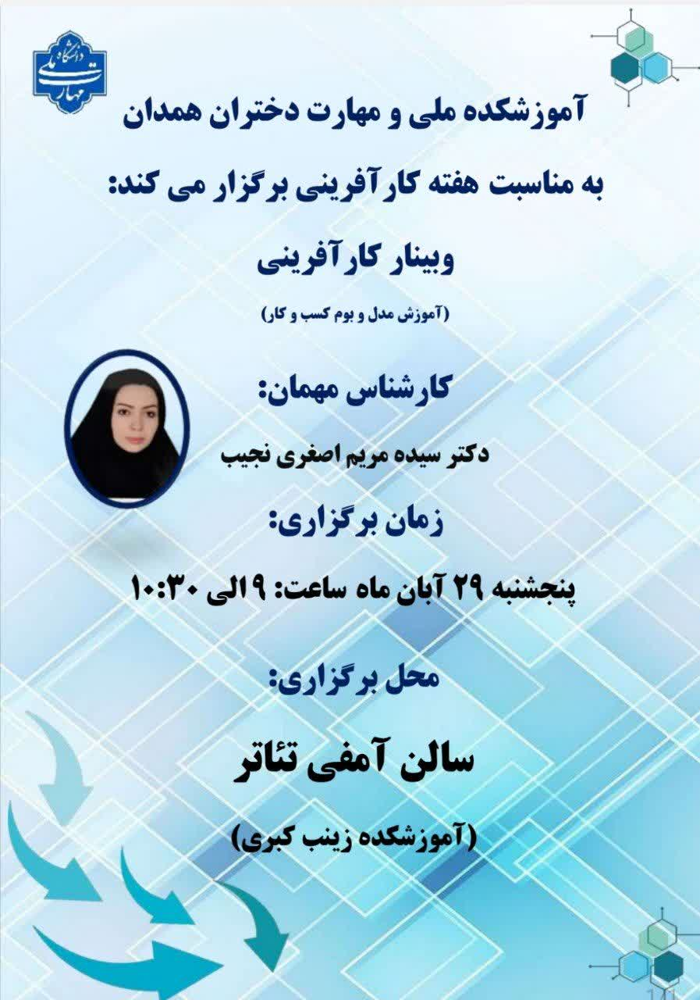 دانشگاه
ملی
مهارت
آموزشکده ملی و مهارت دختران همدان
به مناسبت هفته کارآفرینی برگزار می کند:
وبینار کارآفرینی
(آموزش مدل و بوم کسب و کار)
کارشناس مهمان:
دکتر سیده مریم اصغری نجیب
زمان برگزاری:
پنجشنبه ۲۹ آبان ماه ساعت: ۹ الی ۱۰:۳۰
محل برگزاری:
سالن آمفی تئاتر
(آموزشکده زینب کبری)